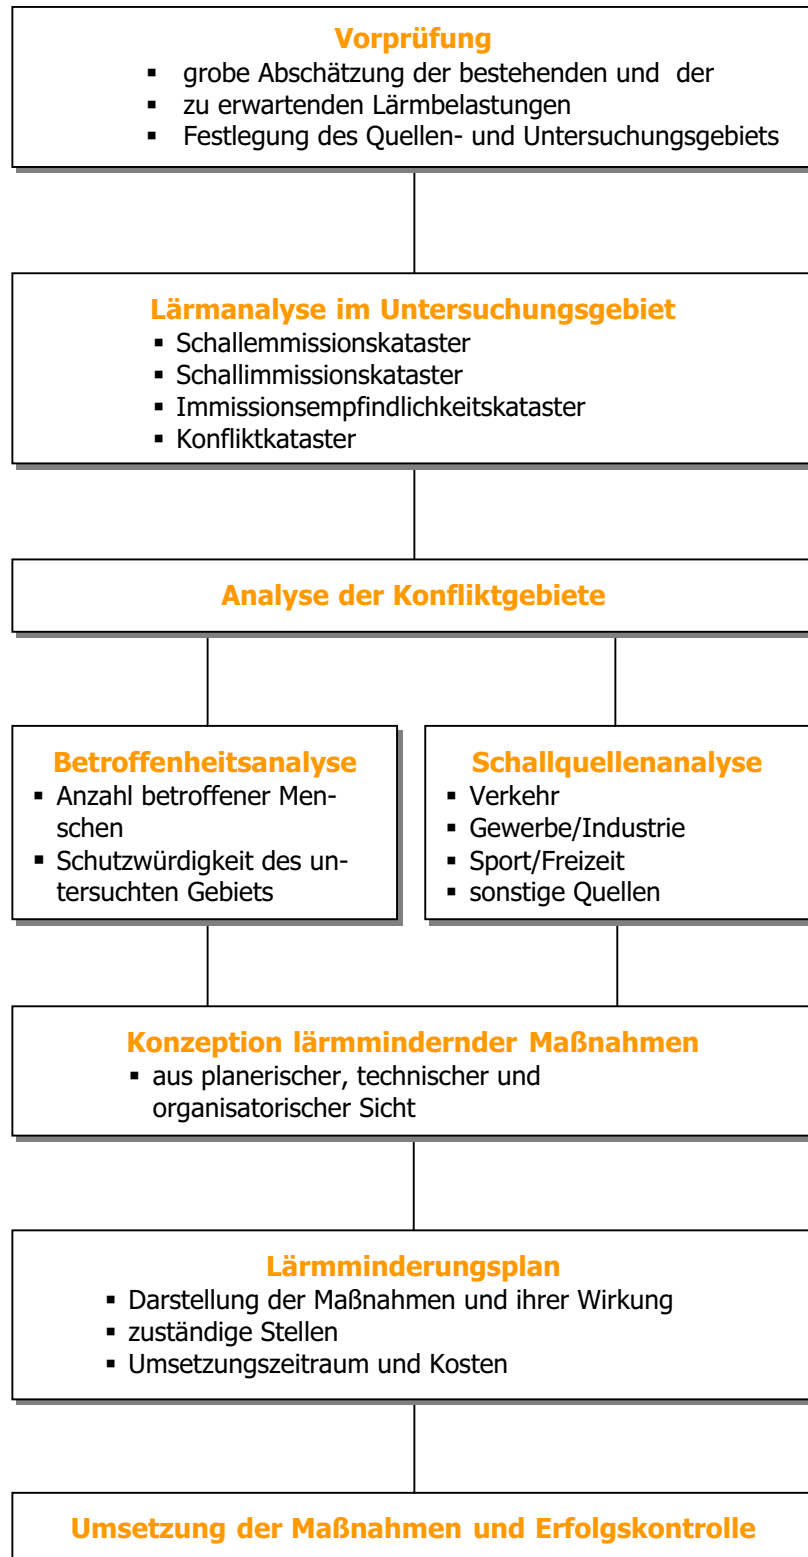 Vorprüfung
▪ grobe Abschätzung der bestehenden und der
▪ zu erwartenden Lärmbelastungen
▪ Festlegung des Quellen- und Untersuchungsgebiets
Lärmanalyse im Untersuchungsgebiet
▪ Schallemmissionskataster
▪ Schallimmissionskataster
▪ Immissionsempfindlichkeitskataster
▪ Konfliktkataster
Analyse der Konfliktgebiete
Betroffenheitsanalyse
▪ Anzahl betroffener Men-
schen
▪ Schutzwürdigkeit des un-
tersuchten Gebiets
Schallquellenanalyse
▪ Verkehr
▪ Gewerbe/Industrie
▪ Sport/Freizeit
▪ sonstige Quellen
Konzeption lärmmindernder Maßnahmen
▪ aus planerischer, technischer und
organisatorischer Sicht
Lärmminderungsplan
▪ Darstellung der Maßnahmen und ihrer Wirkung
▪ zuständige Stellen
▪ Umsetzungszeitraum und Kosten
Umsetzung der Maßnahmen und Erfolgskontrolle